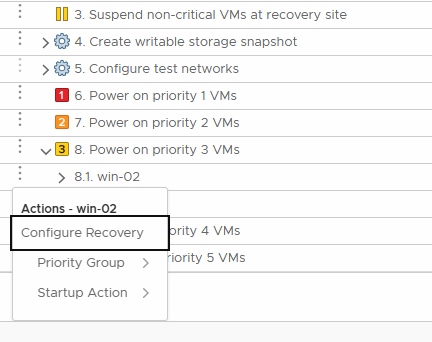 3. Suspend non-critical VMs at recovery site
4. Create writable storage snapshot
5. Configure test networks
1 6. Power on priority 1 VMs
2 7. Power on priority 2 VMs
3 8. Power on priority 3 VMs
8.1. win-02
Actions - win-02
Configure Recovery
ority 4 VMs
Priority Group
riority 5 VMs
Startup Action